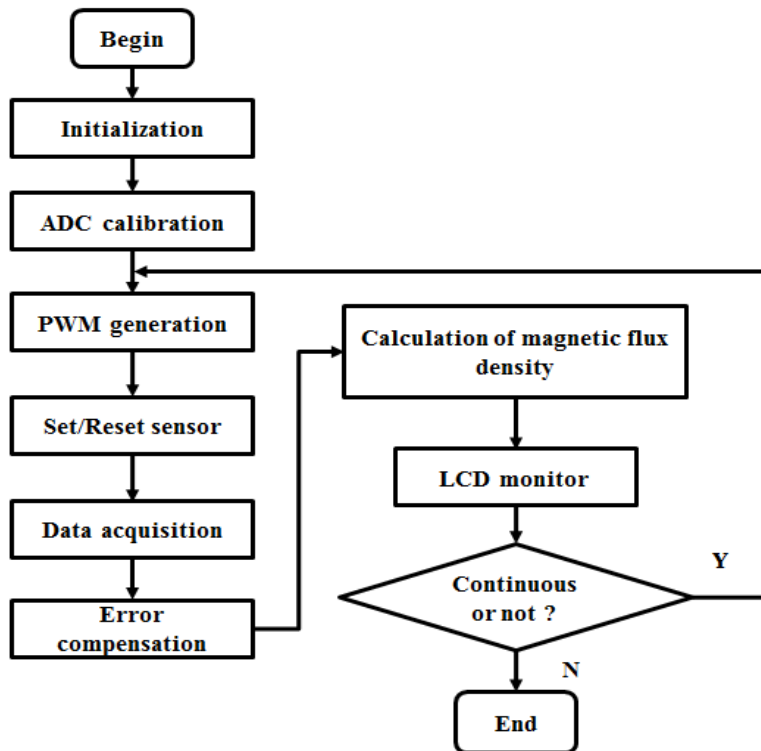 Begin
Initialization
ADC calibration
PWM generation
Set/Reset sensor
Data acquisition
Error
compensation
Calculation of magnetic flux
density
LCD monitor
Continuous
or not ?
Y
N
End